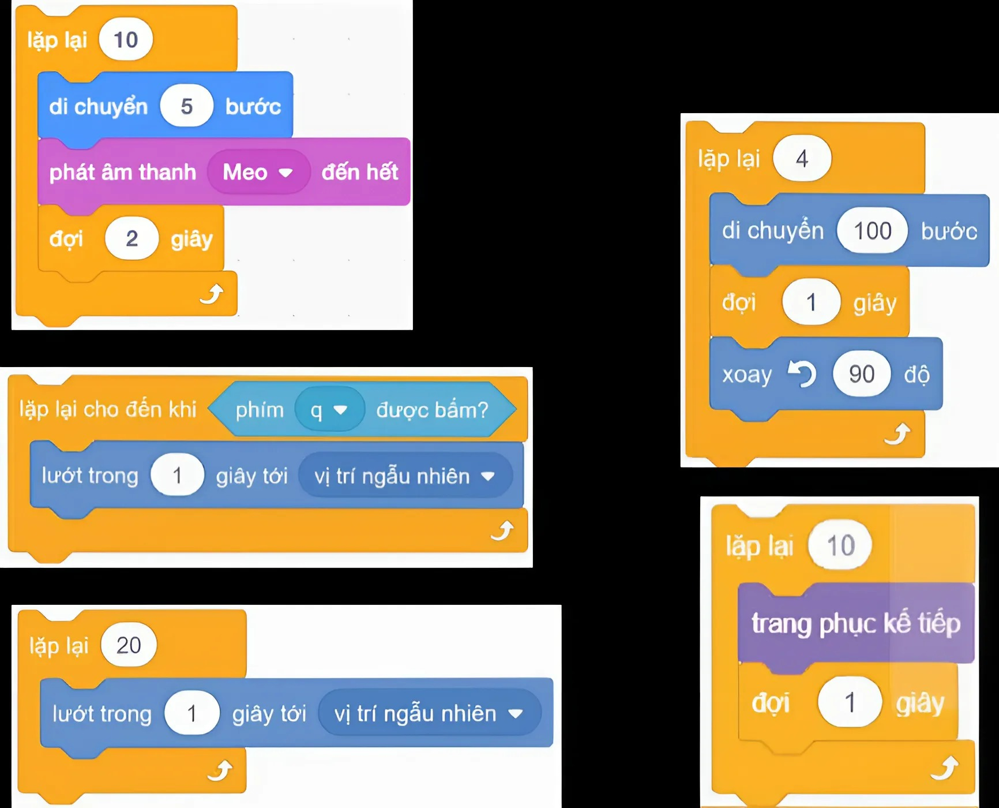 lặp lại 10
di chuyển 5 bước
phát âm thanh Meo đến hết
đợi 2 giây
lặp lại cho đến khi phím q được bấm?
lướt trong 1 giây tới vị trí ngẫu nhiên
lặp lại 20
lướt trong 1 giây tới vị trí ngẫu nhiên
lặp lại 4
di chuyển 100 bước
đợi 1 giây
xoay 90 độ
lặp lại 10
trang phục kế tiếp
đợi 1 giây